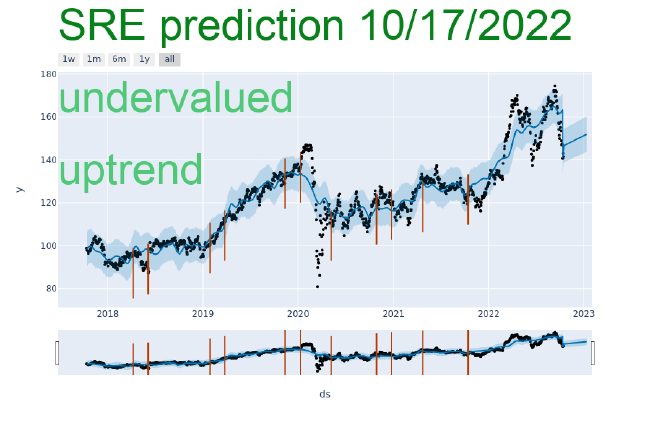 SRE prediction 10/17/2022
1w 1m 6m 1y all
180
undervalued
160
140
uptrend
120
y
100
80
2018 2019 2020 2021 2022 2023
ds